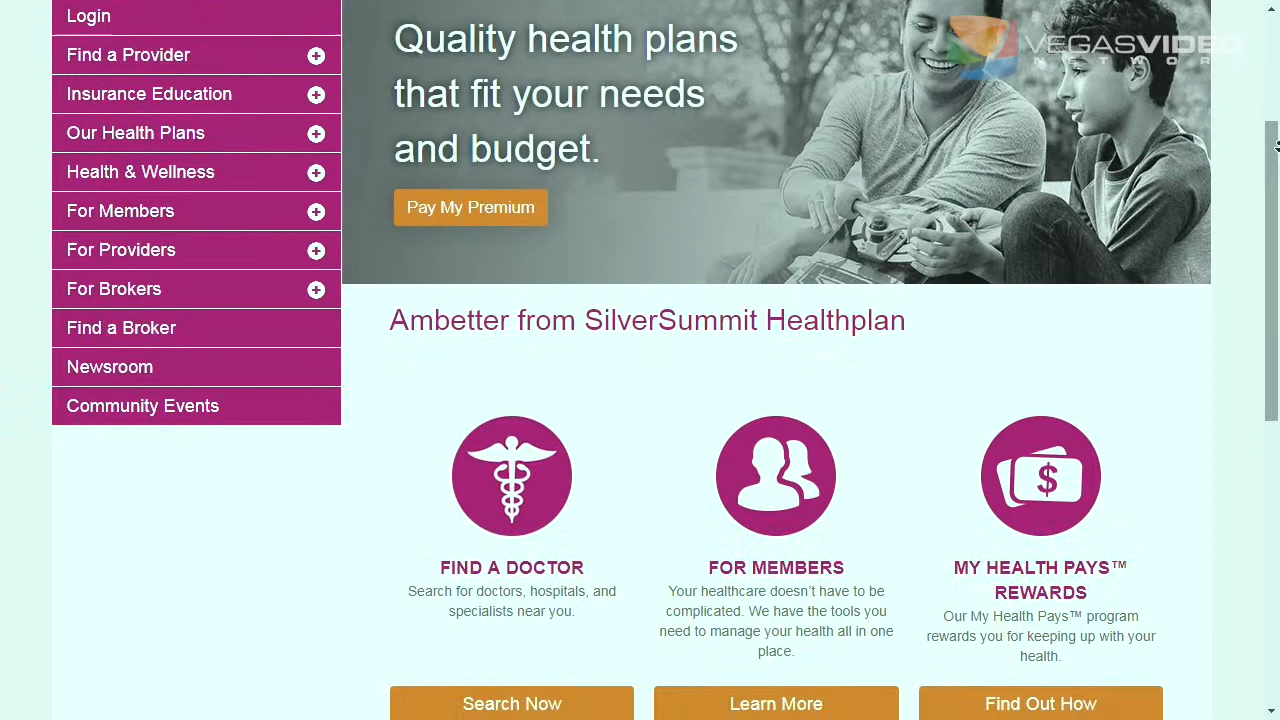 Login
Find a Provider
Insurance Education
Our Health Plans
Health & Wellness
For Members
For Providers
For Brokers
Find a Broker
Newsroom
Community Events
Quality health plans
that fit your needs
and budget.
Pay My Premium
VEGASVIDEO
NETWORK
Ambetter from SilverSummit Healthplan
$
FIND A DOCTOR
Search for doctors, hospitals, and
specialists near you.
Search Now
FOR MEMBERS
Your healthcare doesn’t have to be
complicated. We have the tools you
need to manage your health all in one
place.
Learn More
MY HEALTH PAYS™
REWARDS
Our My Health Pays™ program
rewards you for keeping up with your
health.
Find Out How